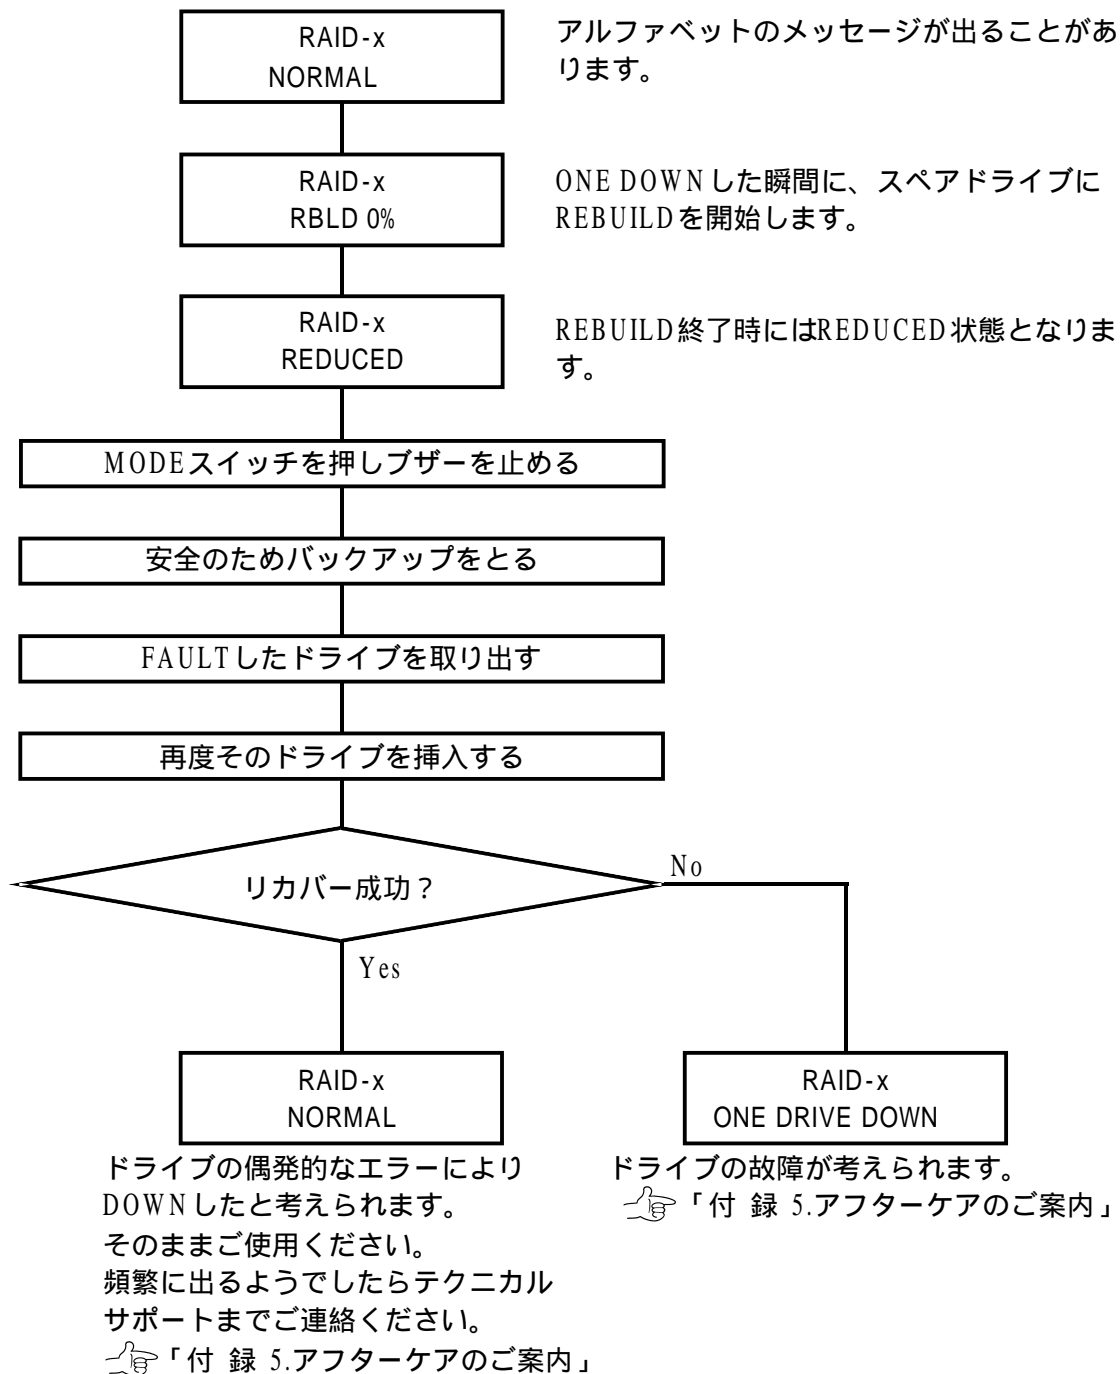 RAID-x
NORMAL
アルファベットのメッセージが出ることがあ
ります。
RAID-x
RBLD 0%
ONE DOWNした瞬間に、スペアドライブに
REBUILDを開始します。
RAID-x
REDUCED
REBUILD終了時にはREDUCED状態となりま
す。
MODEスイッチを押しブザーを止める
安全のためバックアップをとる
FAULTしたドライブを取り出す
再度そのドライブを挿入する
リカバー成功？
No
Yes
RAID-x
NORMAL
ドライブの偶発的なエラーにより
DOWNしたと考えられます。
そのままご使用ください。
頻繁に出るようでしたらテクニカル
サポートまでご連絡ください。
「付 録 5.アフターケアのご案内」
RAID-x
ONE DRIVE DOWN
ドライブの故障が考えられます。
「付 録 5.アフターケアのご案内」